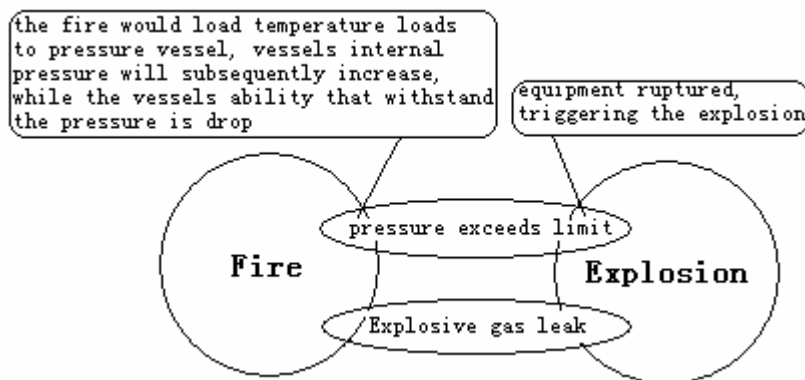 the fire would load temperature loads
to pressure vessel, vessels internal
pressure will subsequently increase,
while the vessels ability that withstand
the pressure is drop
equipment ruptured,
triggering the explosion
pressure exceeds limit
Fire
Explosion
Explosive gas leak